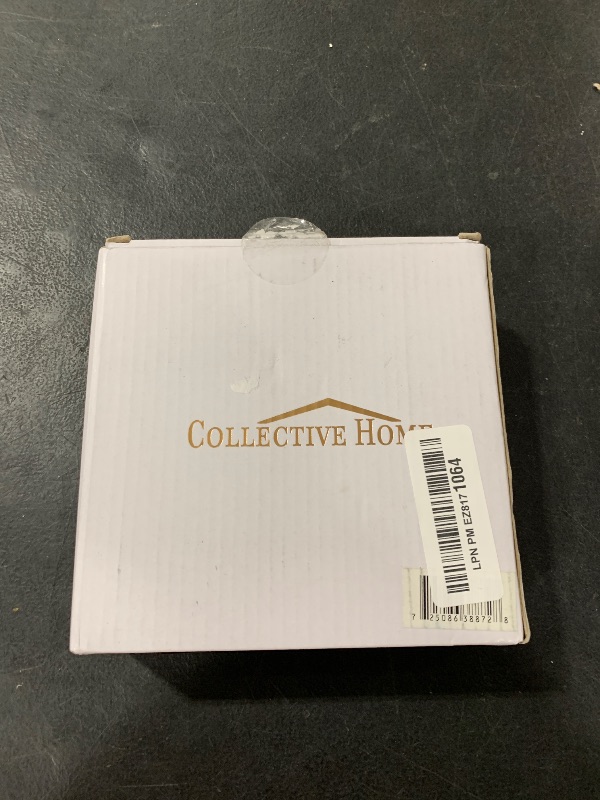 COLLECTIVE HOME
LPN PM EZ8171064
7 25086 38872 8